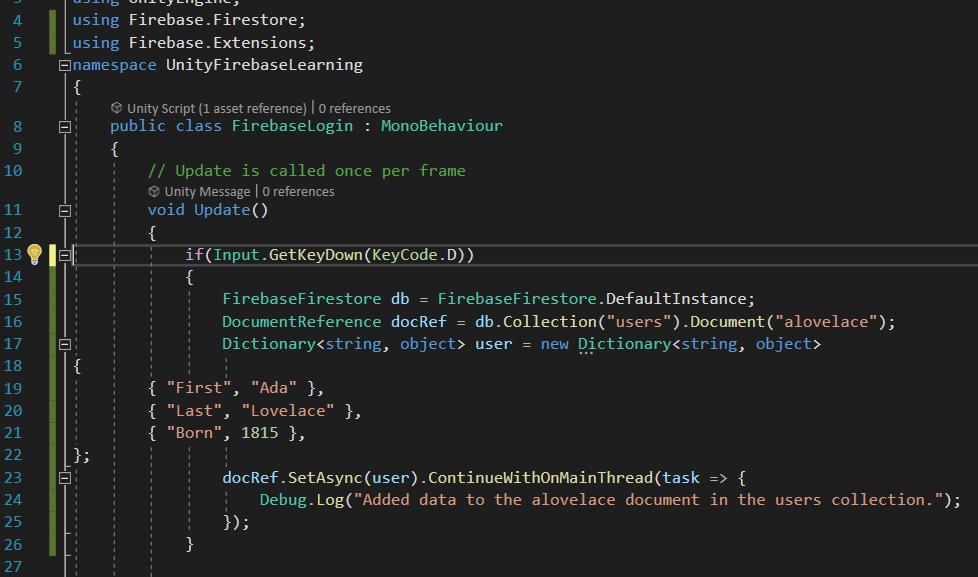 using UnityEngine;
4 using Firebase.Firestore;
5 using Firebase.Extensions;
6 namespace UnityFirebaseLearning
7 {
Unity Script (1 asset reference) | 0 references
8 public class FirebaseLogin : MonoBehaviour
9 {
10 // Update is called once per frame
Unity Message | 0 references
11 void Update()
12 {
13 if(Input.GetKeyDown(KeyCode.D))
14 {
15 FirebaseFirestore db = FirebaseFirestore.DefaultInstance;
16 DocumentReference docRef = db.Collection("users").Document("alovelace");
17 Dictionary<string, object> user = new Dictionary<string, object>
18 {
19 { "First", "Ada" },
20 { "Last", "Lovelace" },
21 { "Born", 1815 },
22 };
23 docRef.SetAsync(user).ContinueWithOnMainThread(task => {
24 Debug.Log("Added data to the alovelace document in the users collection.");
25 });
26 }
27